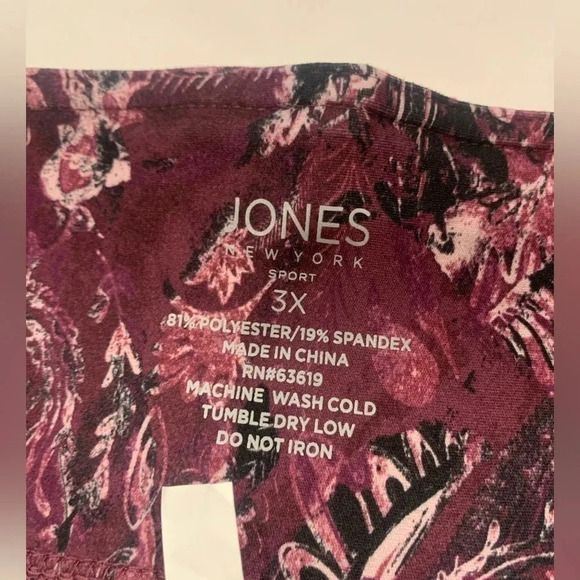 JONES
NEW YORK
SPORT
3X
81% POLYESTER/19% SPANDEX
MADE IN CHINA
RN#63619
MACHINE WASH COLD
TUMBLE DRY LOW
DO NOT IRON